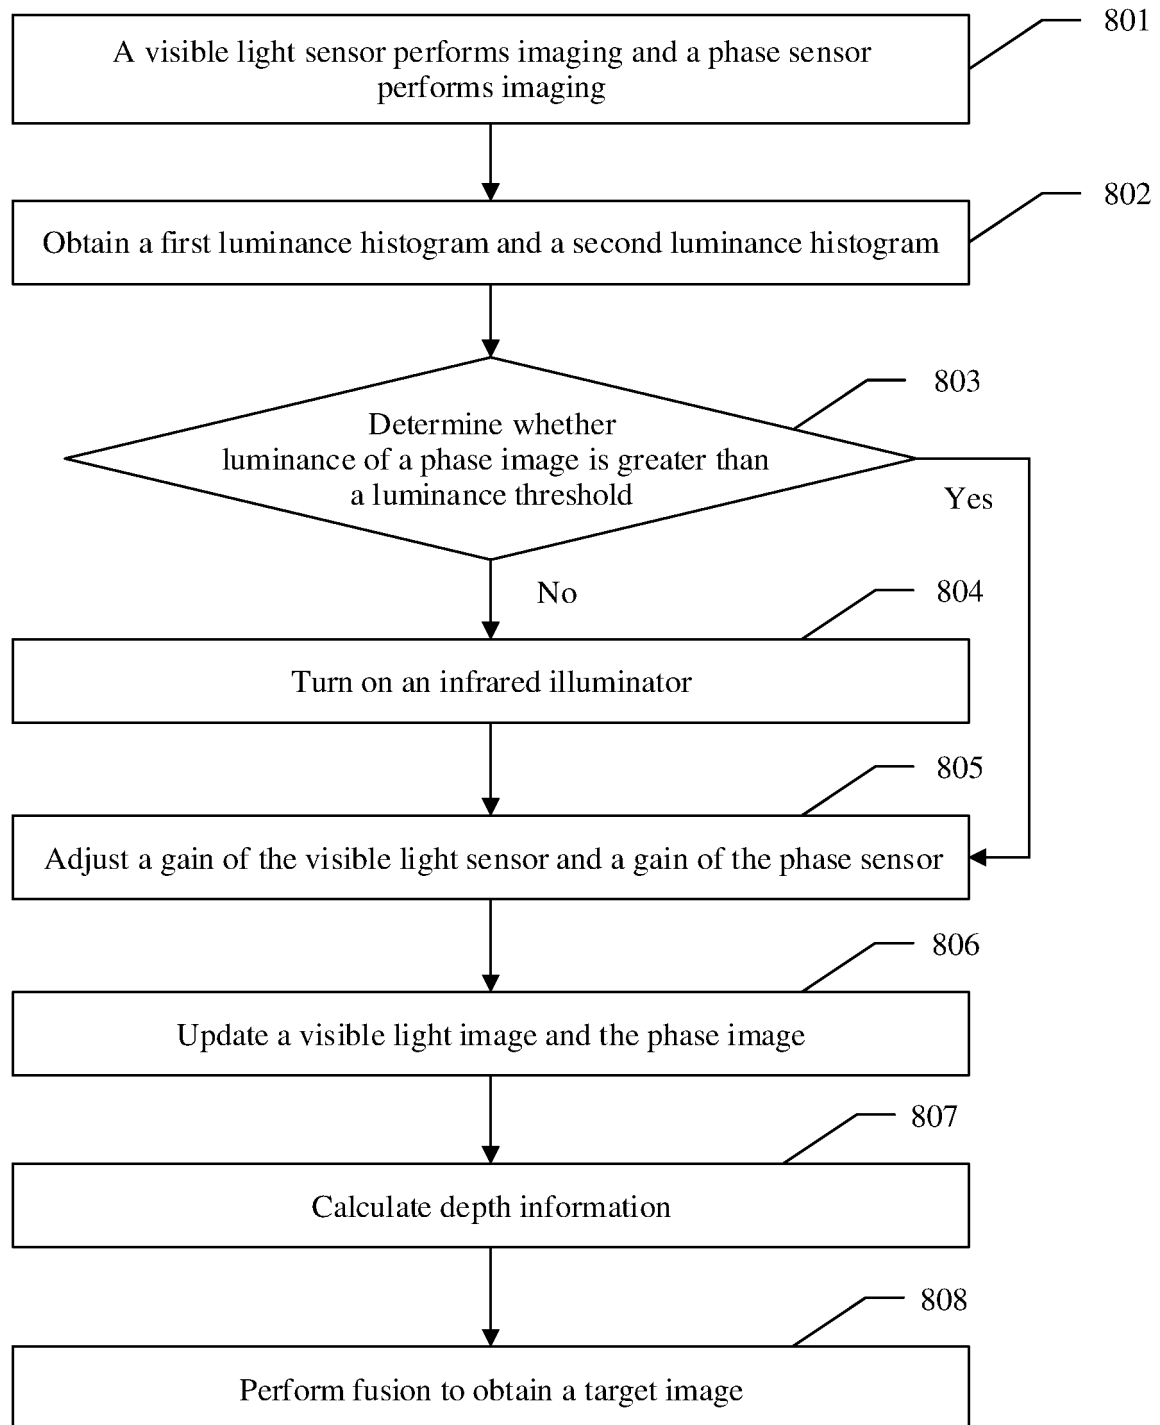 801
A visible light sensor performs imaging and a phase sensor
performs imaging
802
Obtain a first luminance histogram and a second luminance histogram
803
Determine whether
luminance of a phase image is greater than
a luminance threshold
Yes
No
804
Turn on an infrared illuminator
805
Adjust a gain of the visible light sensor and a gain of the phase sensor
806
Update a visible light image and the phase image
807
Calculate depth information
808
Perform fusion to obtain a target image